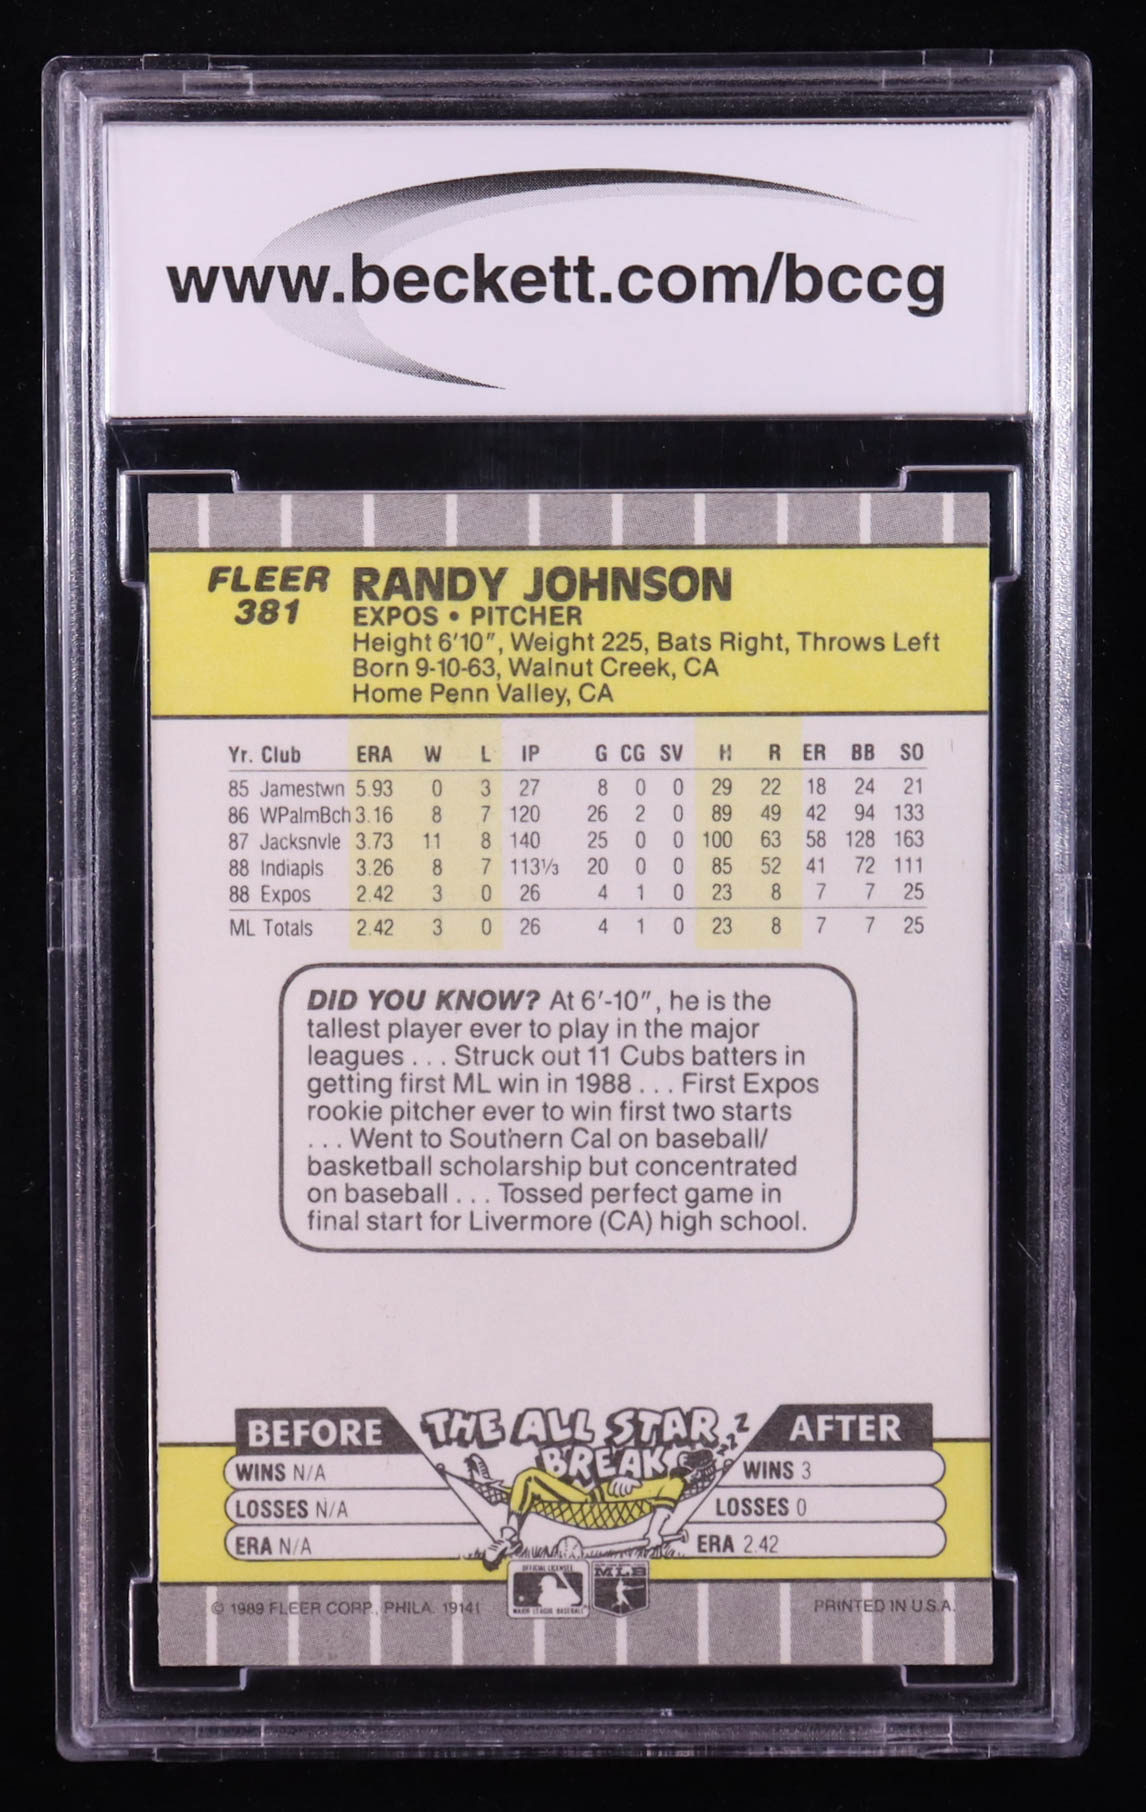 www.beckett.com/bccg
FLEER
381
RANDY JOHNSON
EXPOS • PITCHER
Height 6'10", Weight 225, Bats Right, Throws Left
Born 9-10-63, Walnut Creek, CA
Home Penn Valley, CA
Yr. Club ERA W L IP G CG SV H R ER BB SO
85 Jamestwn 5.93 0 3 27 8 0 0 29 22 18 24 21
86 WPalmBch 3.16 8 7 120 26 2 0 89 49 42 94 133
87 Jacksnvle 3.73 11 8 140 25 0 0 100 63 58 128 163
88 Indiapls 3.26 8 7 113⅓ 20 0 0 85 52 41 72 111
88 Expos 2.42 3 0 26 4 1 0 23 8 7 7 25
ML Totals 2.42 3 0 26 4 1 0 23 8 7 7 25
DID YOU KNOW? At 6'-10", he is the
tallest player ever to play in the major
leagues . . . Struck out 11 Cubs batters in
getting first ML win in 1988 . . . First Expos
rookie pitcher ever to win first two starts
. . . Went to Southern Cal on baseball/
basketball scholarship but concentrated
on baseball . . . Tossed perfect game in
final start for Livermore (CA) high school.
BEFORE THE ALL STAR BREAK ZZZZ AFTER
WINS N/A WINS 3
LOSSES N/A LOSSES 0
ERA N/A ERA 2.42
OFFICIAL LICENSEE
MAJOR LEAGUE BASEBALL
MLB
© 1989 FLEER CORP., PHILA. 19141 PRINTED IN U.S.A.